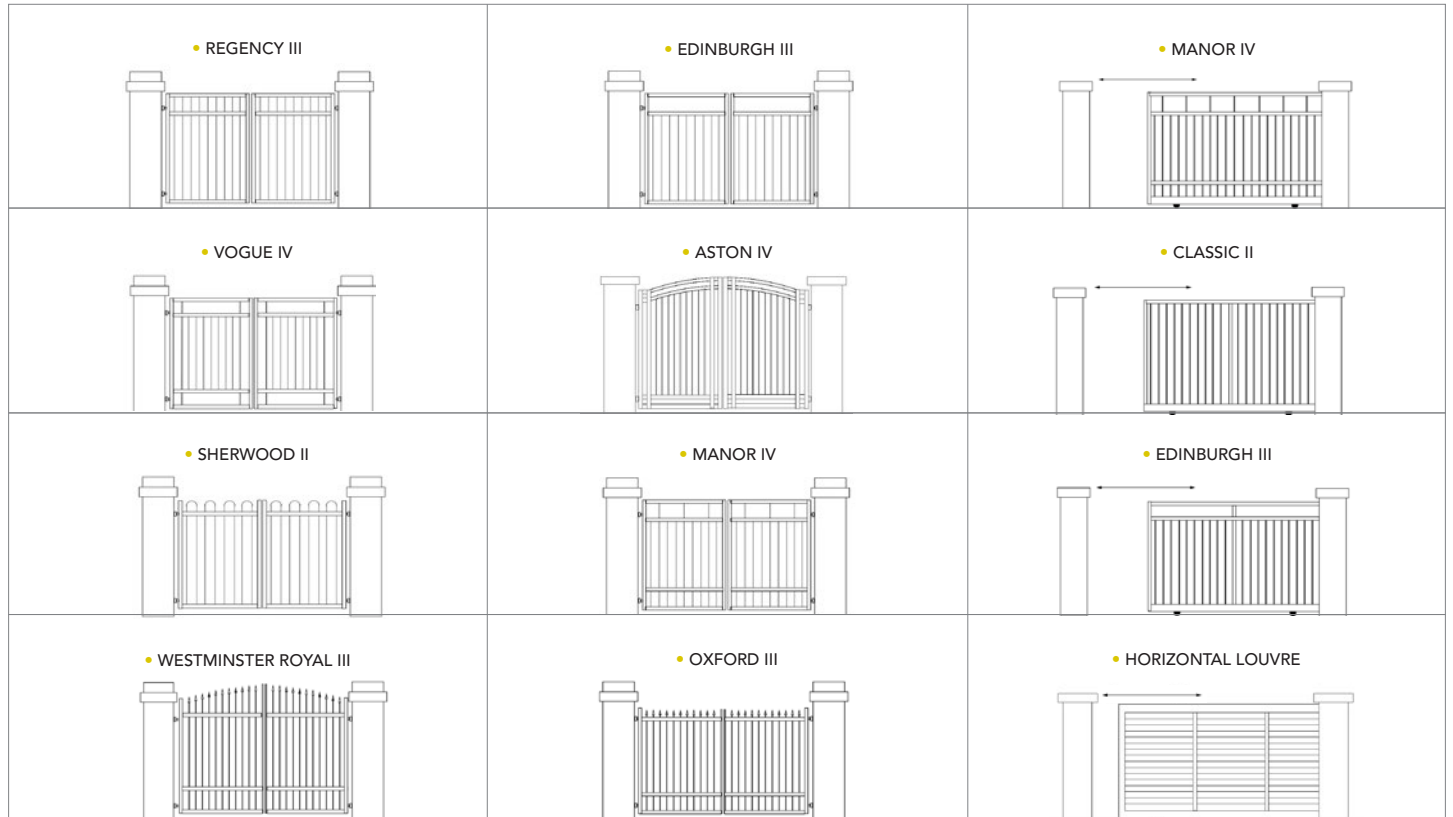 • REGENCY III
• EDINBURGH III
• MANOR IV
• VOGUE IV
• ASTON IV
• CLASSIC II
• SHERWOOD II
• MANOR IV
• EDINBURGH III
• WESTMINSTER ROYAL III
• OXFORD III
• HORIZONTAL LOUVRE